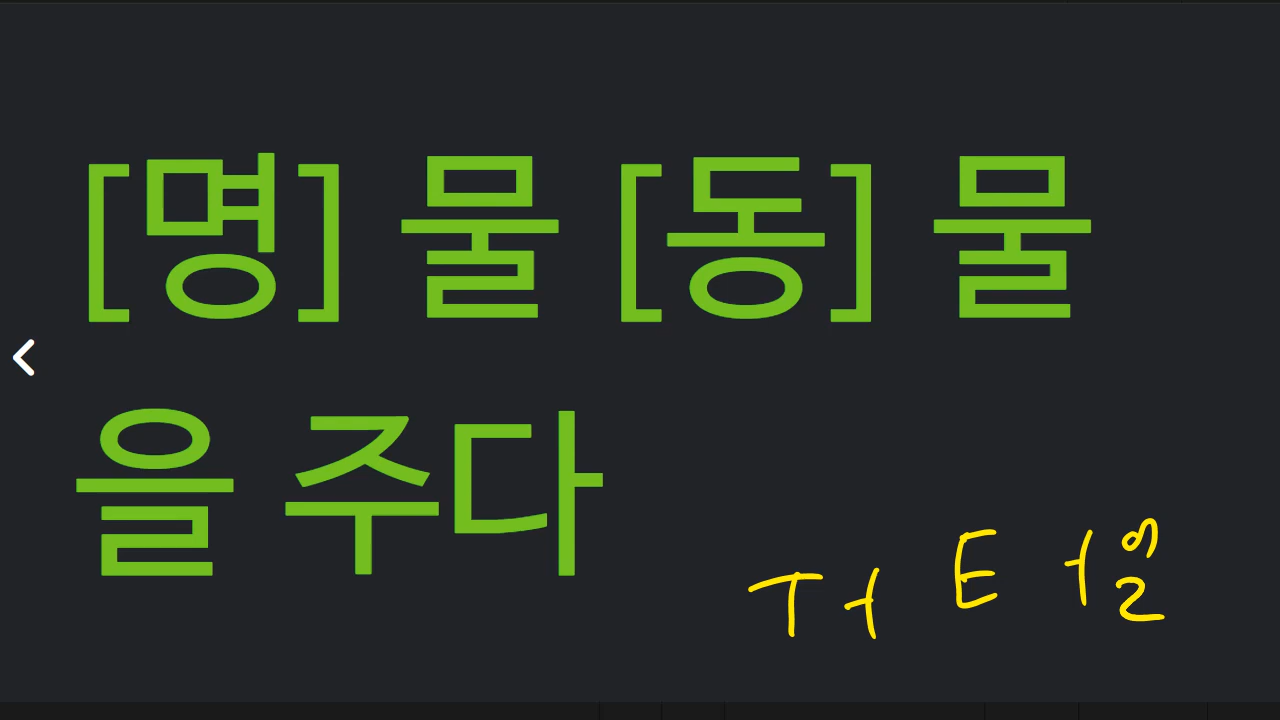 [명] 물 [동] 물
을 주다